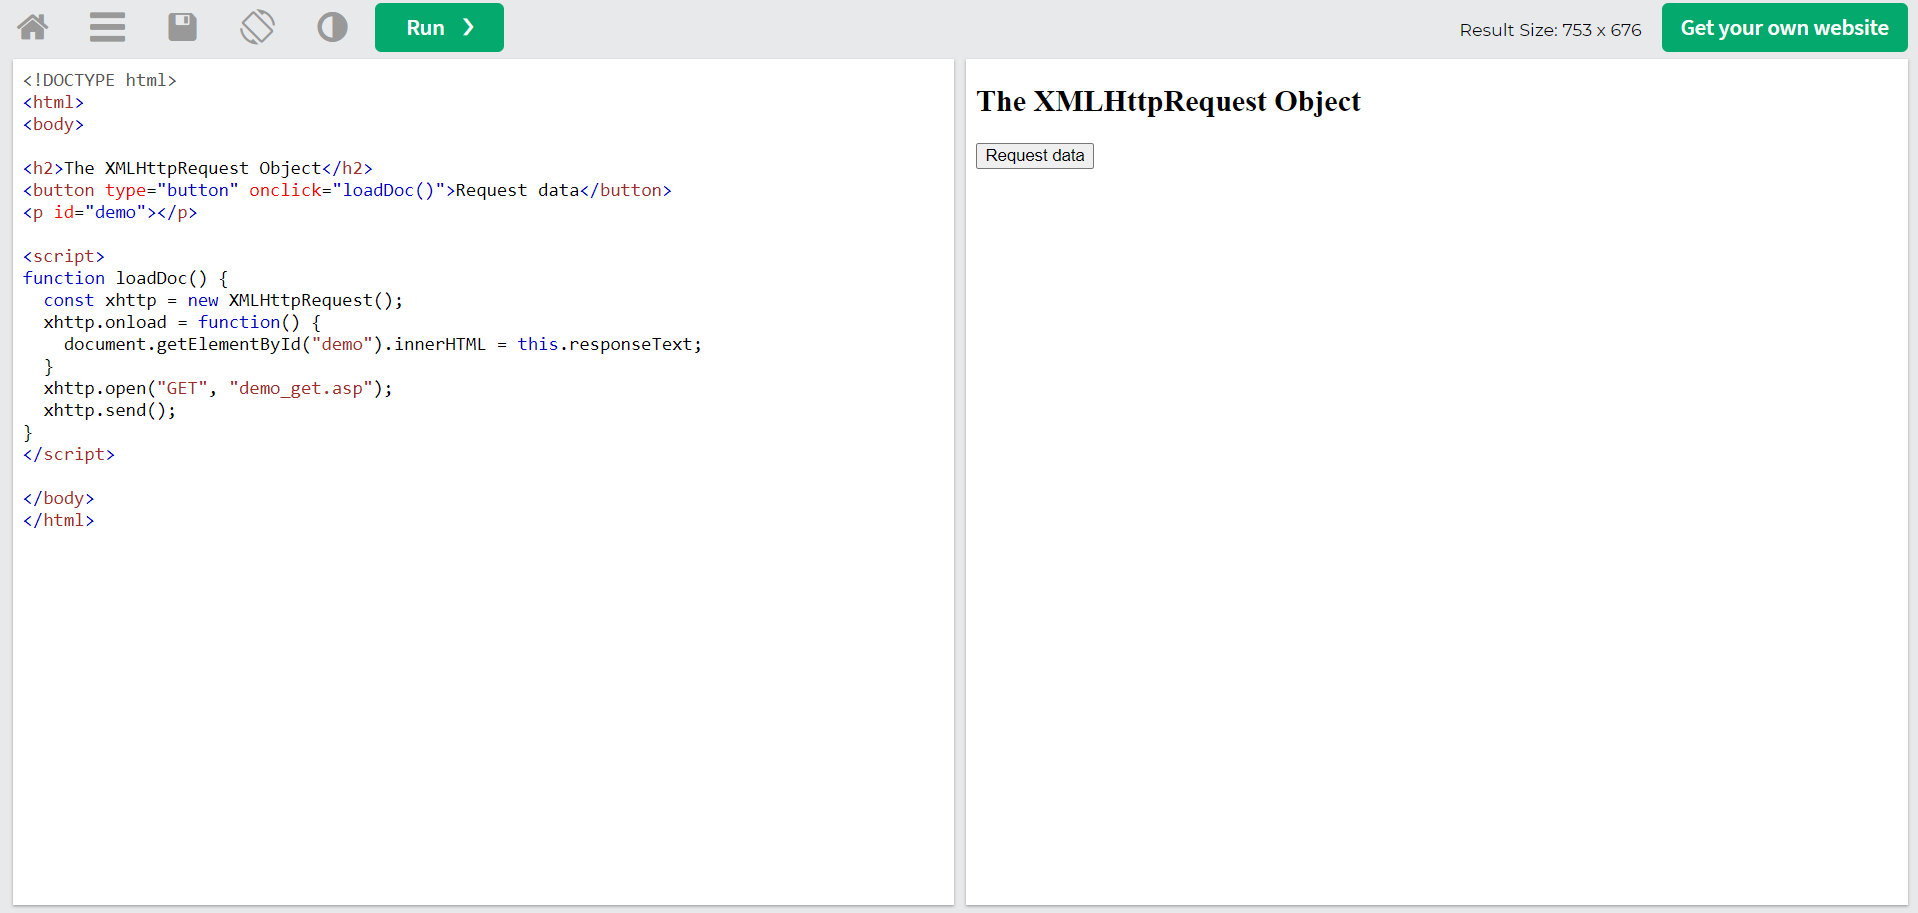 Run ❯
Result Size: 753 x 676
Get your own website
<!DOCTYPE html>
<html>
<body>

<h2>The XMLHttpRequest Object</h2>
<button type="button" onclick="loadDoc()">Request data</button>
<p id="demo"></p>

<script>
function loadDoc() {
  const xhttp = new XMLHttpRequest();
  xhttp.onload = function() {
    document.getElementById("demo").innerHTML = this.responseText;
  }
  xhttp.open("GET", "demo_get.asp");
  xhttp.send();
}
</script>

</body>
</html>
The XMLHttpRequest Object
Request data